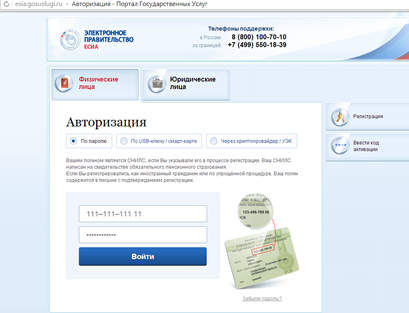 esia.gosuslugi.ru › Авторизация - Портал Государственных Услуг
ЭЛЕКТРОННОЕ
ПРАВИТЕЛЬСТВО
ЕСИА
Телефоны поддержки:
в России: 8 (800) 100-70-10
за границей: +7 (499) 550-18-39
Физические
лица
Юридические
лица
Авторизация
По паролю
По USB-ключу / смарт-карте
Через криптопровайдер / УЭК
Вашим логином является СНИЛС, если Вы указывали его в процессе регистрации. Ваш СНИЛС
написан на свидетельстве обязательного пенсионного страхования.
Если Вы регистрировались как иностранный гражданин или по упрощённой процедуре, Ваш логин
содержится в письме с подтверждением регистрации.
111–111–111 11
Войти
Забыли пароль?
Регистрация
Ввести код
активации